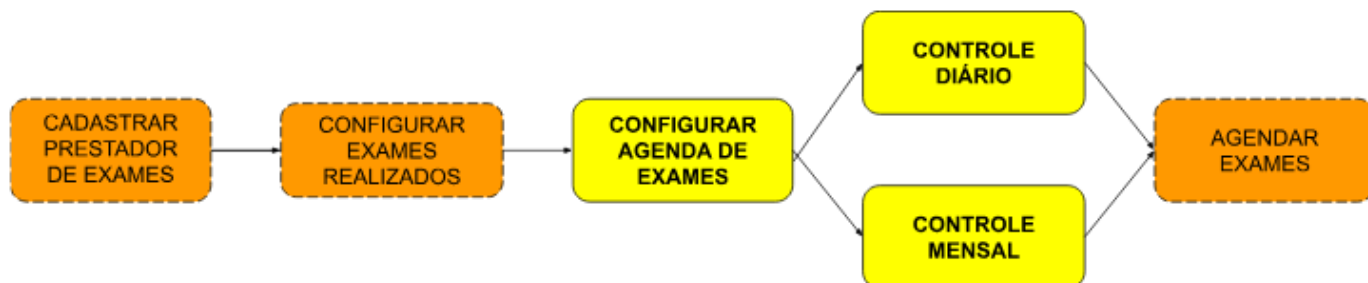 CADASTRAR
PRESTADOR
DE EXAMES
CONFIGURAR
EXAMES
REALIZADOS
CONFIGURAR
AGENDA DE
EXAMES
CONTROLE
DIÁRIO
CONTROLE
MENSAL
AGENDAR
EXAMES